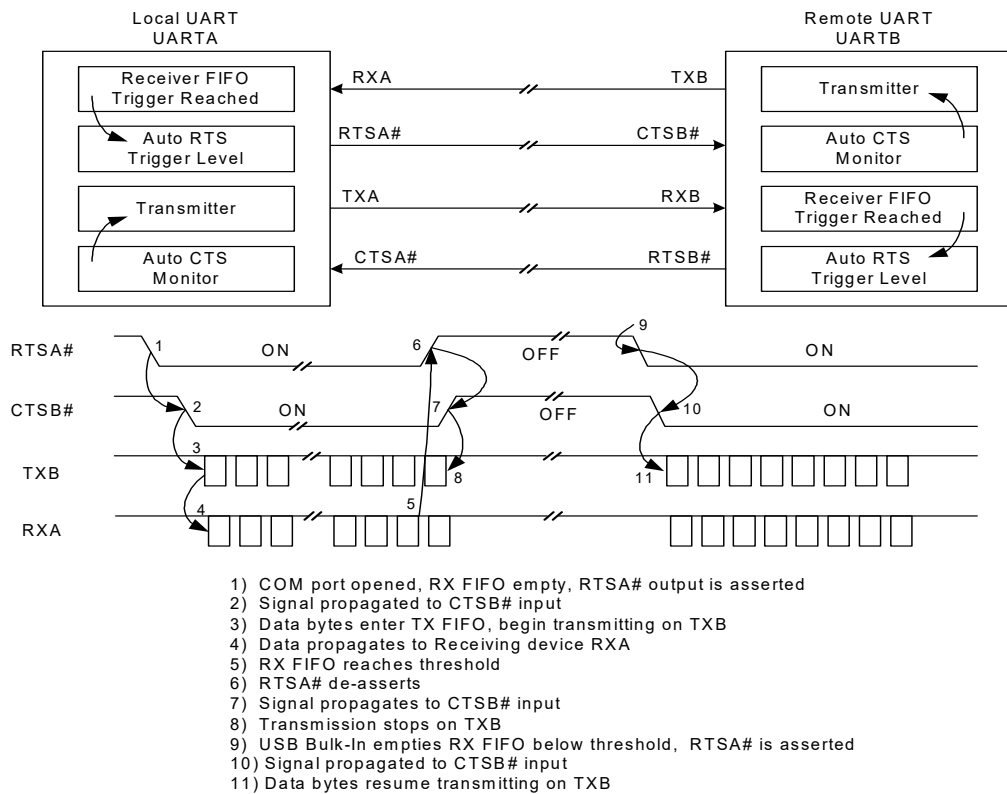 Local UART
UARTA
Remote UART
UARTB
Receiver FIFO
Trigger Reached
Auto RTS
Trigger Level
Transmitter
Auto CTS
Monitor
RXA
TXB
RTSA#
CTSB#
TXA
RXB
CTSA#
RTSB#
Transmitter
Auto CTS
Monitor
Receiver FIFO
Trigger Reached
Auto RTS
Trigger Level
RTSA#
1
ON
6
OFF
9
ON
CTSB#
2
ON
7
OFF
10
ON
TXB
3
8
11
RXA
4
5
1) COM port opened, RX FIFO empty, RTSA# output is asserted
2) Signal propagated to CTSB# input
3) Data bytes enter TX FIFO, begin transmitting on TXB
4) Data propagates to Receiving device RXA
5) RX FIFO reaches threshold
6) RTSA# de-asserts
7) Signal propagates to CTSB# input
8) Transmission stops on TXB
9) USB Bulk-In empties RX FIFO below threshold, RTSA# is asserted
10) Signal propagated to CTSB# input
11) Data bytes resume transmitting on TXB